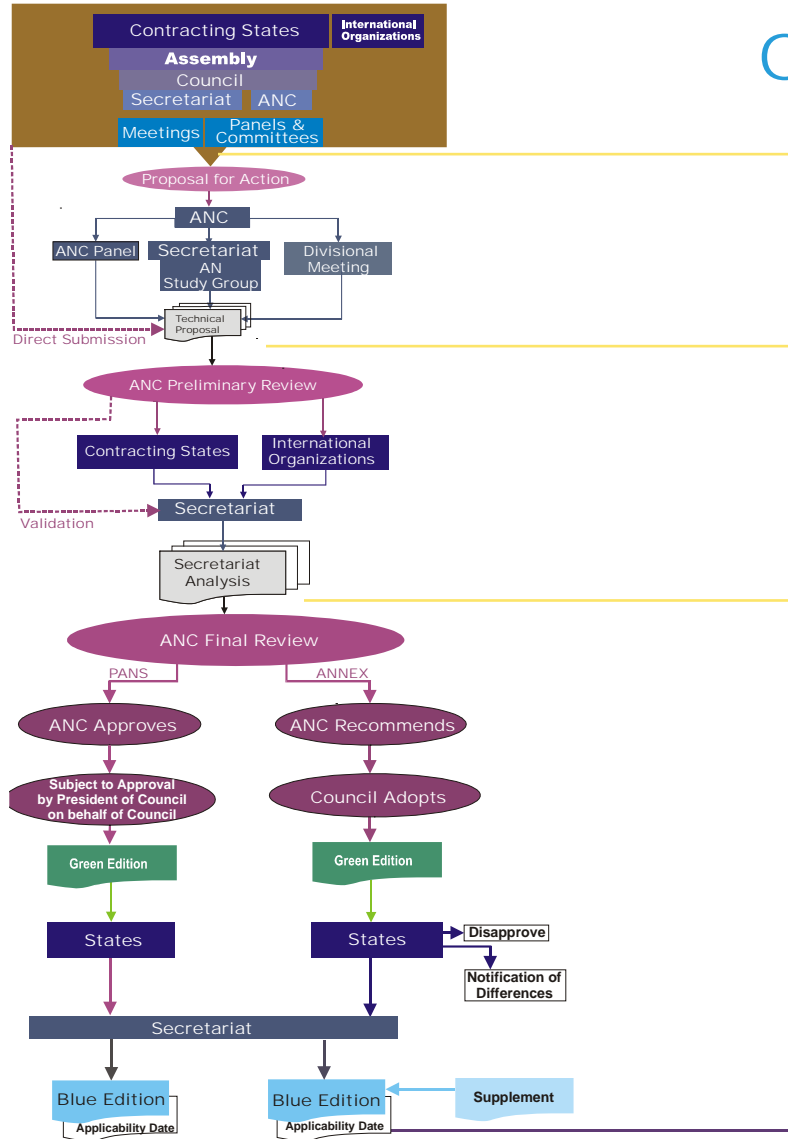 Contracting States
International
Organizations
C
Assembly
Council
Secretariat
ANC
Meetings
Panels &
Committees
Proposal for Action
ANC
ANC Panel
Secretariat
AN
Study Group
Divisional
Meeting
Technical
Proposal
Direct Submission
ANC Preliminary Review
Contracting States
International
Organizations
Secretariat
Validation
Secretariat
Analysis
ANC Final Review
PANS
ANNEX
ANC Approves
ANC Recommends
Subject to Approval
by President of Council
on behalf of Council
Council Adopts
Green Edition
Green Edition
States
States
Disapprove
Notification of
Differences
Secretariat
Blue Edition
Applicability Date
Blue Edition
Applicability Date
Supplement